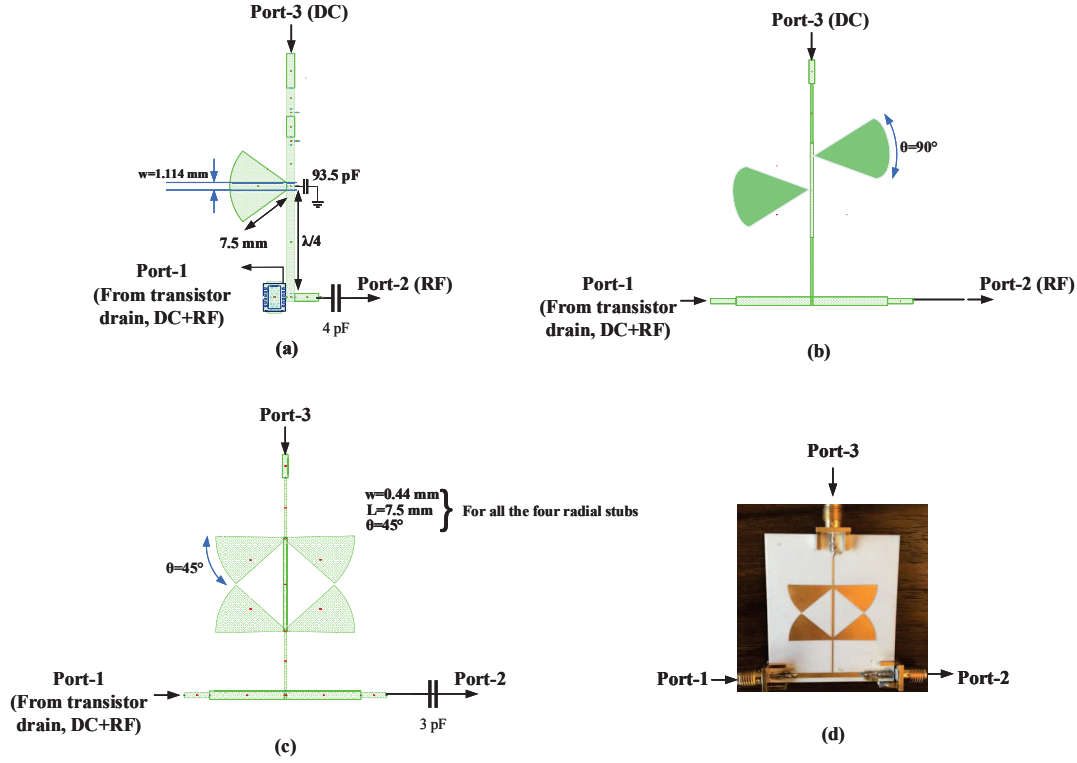 Port-3 (DC)
w=1.114 mm
93.5 pF
7.5 mm
λ/4
Port-1
(From transistor
drain, DC+RF)
Port-2 (RF)
4 pF
(a)
Port-3 (DC)
θ=90°
Port-1
(From transistor
drain, DC+RF)
Port-2 (RF)
(b)
Port-3
w=0.44 mm
L=7.5 mm
θ=45°
For all the four radial stubs
θ=45°
Port-1
(From transistor
drain, DC+RF)
Port-2
3 pF
(c)
Port-3
Port-1
Port-2
(d)